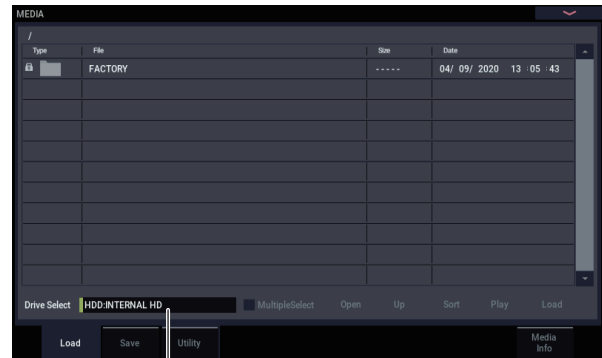 MEDIA
/
Type File Size Date
FACTORY ----- 04/ 09/ 2020 13 :05 :43
Drive Select HDD:INTERNAL HD MultipleSelect Open Up Sort Play Load
Load Save Utility Media
Info